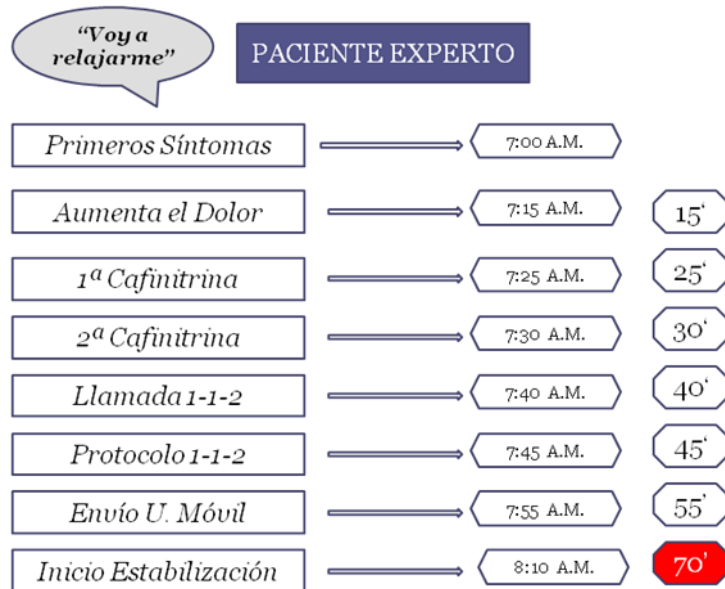 “Voy a
relajarme”
PACIENTE EXPERTO
Primeros Síntomas 7:00 A.M.
Aumenta el Dolor 7:15 A.M. 15‘
1ª Cafinitrina 7:25 A.M. 25‘
2ª Cafinitrina 7:30 A.M. 30‘
Llamada 1-1-2 7:40 A.M. 40‘
Protocolo 1-1-2 7:45 A.M. 45‘
Envío U. Móvil 7:55 A.M. 55‘
Inicio Estabilización 8:10 A.M. 70‘